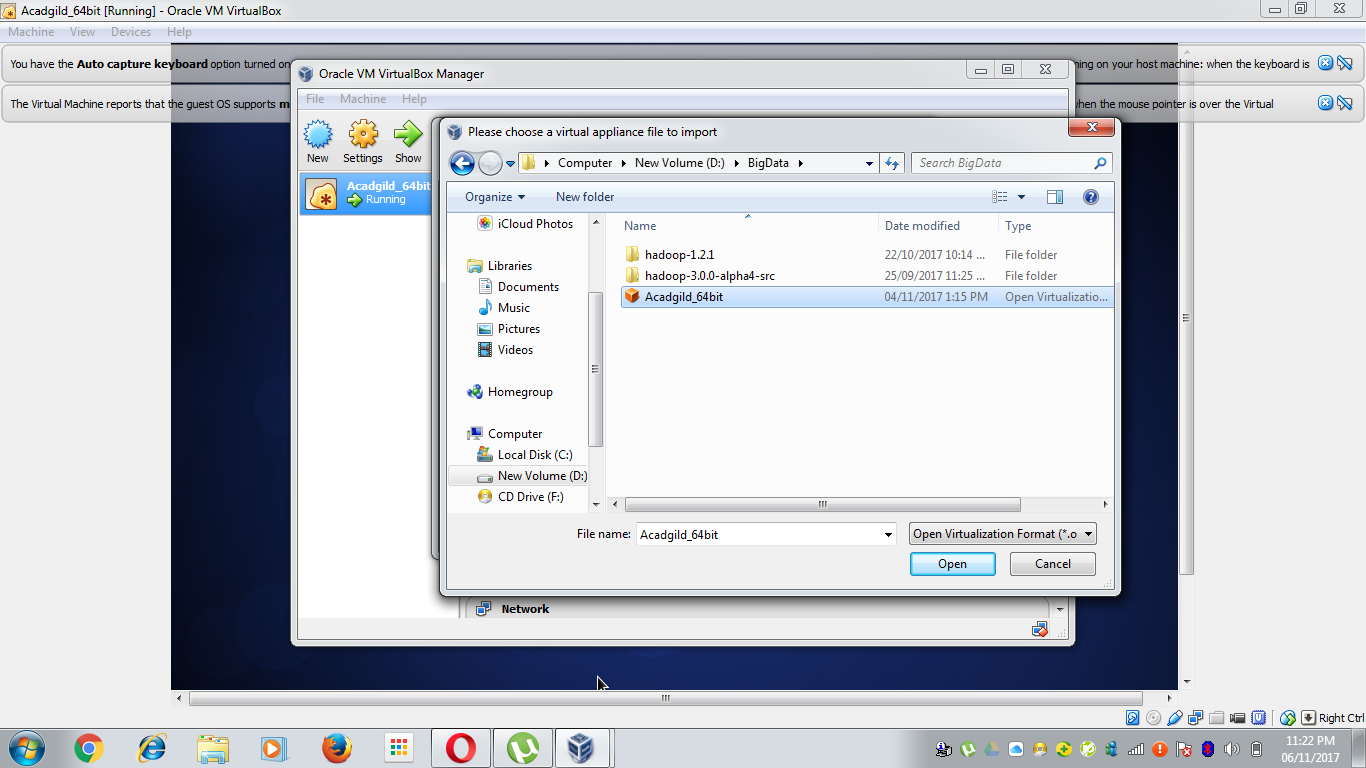 Acadgild_64bit [Running] - Oracle VM VirtualBox
Machine View Devices Help
You have the Auto capture keyboard option turned on
ning on your host machine: when the keyboard is
The Virtual Machine reports that the guest OS supports
when the mouse pointer is over the Virtual
Oracle VM VirtualBox Manager
File Machine Help
New Settings Show
Acadgild_64bit
Running
Please choose a virtual appliance file to import
Computer New Volume (D:) BigData
Search BigData
Organize New folder
Name Date modified Type
iCloud Photos
Libraries
Documents
Music
Pictures
Videos
Homegroup
Computer
Local Disk (C:)
New Volume (D:)
CD Drive (F:)
hadoop-1.2.1 22/10/2017 10:14 ... File folder
hadoop-3.0.0-alpha4-src 25/09/2017 11:25 ... File folder
Acadgild_64bit 04/11/2017 1:15 PM Open Virtualizatio...
File name: Acadgild_64bit
Open Virtualization Format (*.o
Open Cancel
Network
Right Ctrl
11:22 PM
06/11/2017